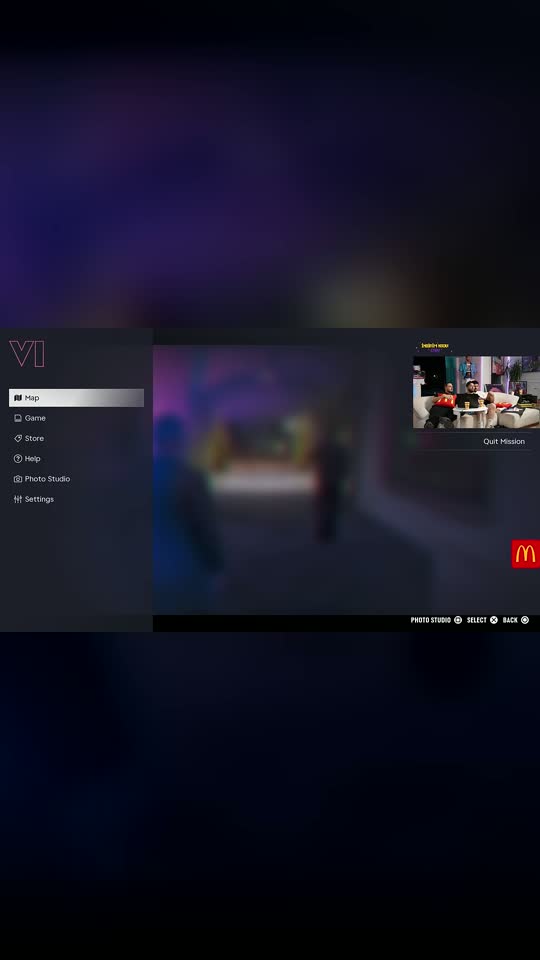 VI
Map
Game
Store
Help
Photo Studio
Settings
Quit Mission
PHOTO STUDIO
SELECT
BACK